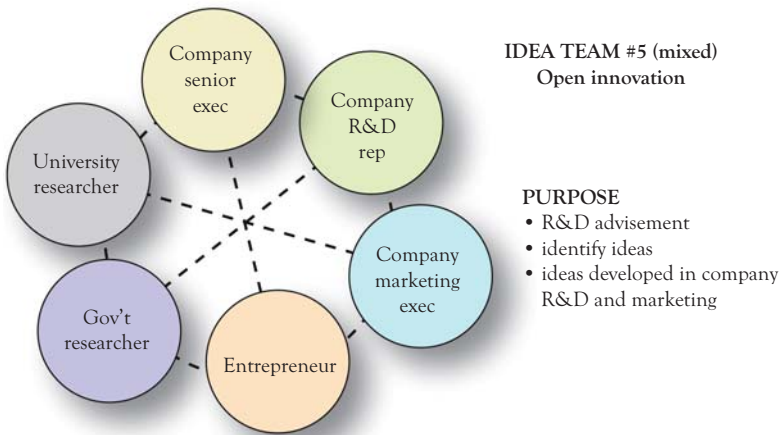 Company
senior
exec
Company
R&D
rep
University
researcher
Company
marketing
exec
Gov't
researcher
Entrepreneur
IDEA TEAM #5 (mixed)
Open innovation
PURPOSE
• R&D advisement
• identify ideas
• ideas developed in company
R&D and marketing